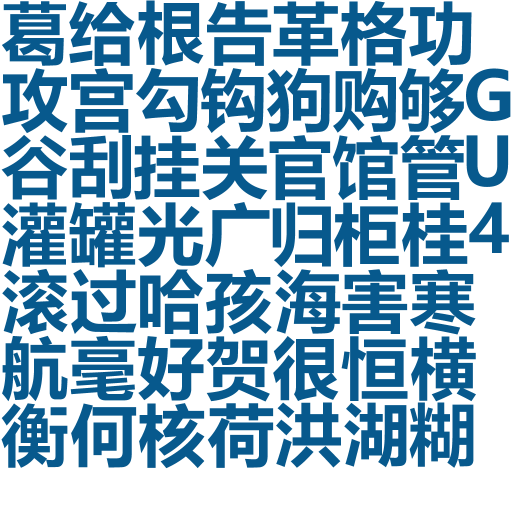 葛给根告革格功
攻宫勾钩狗购够G
谷刮挂关官馆管U
灌罐光广归柜桂4
滚过哈孩海害寒
航毫好贺很恒横
衡何核荷洪湖糊